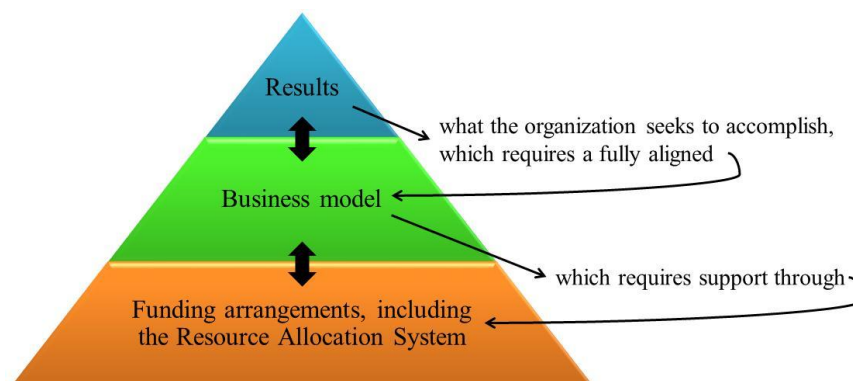 Results
what the organization seeks to accomplish,
which requires a fully aligned
Business model
which requires support through
Funding arrangements, including
the Resource Allocation System